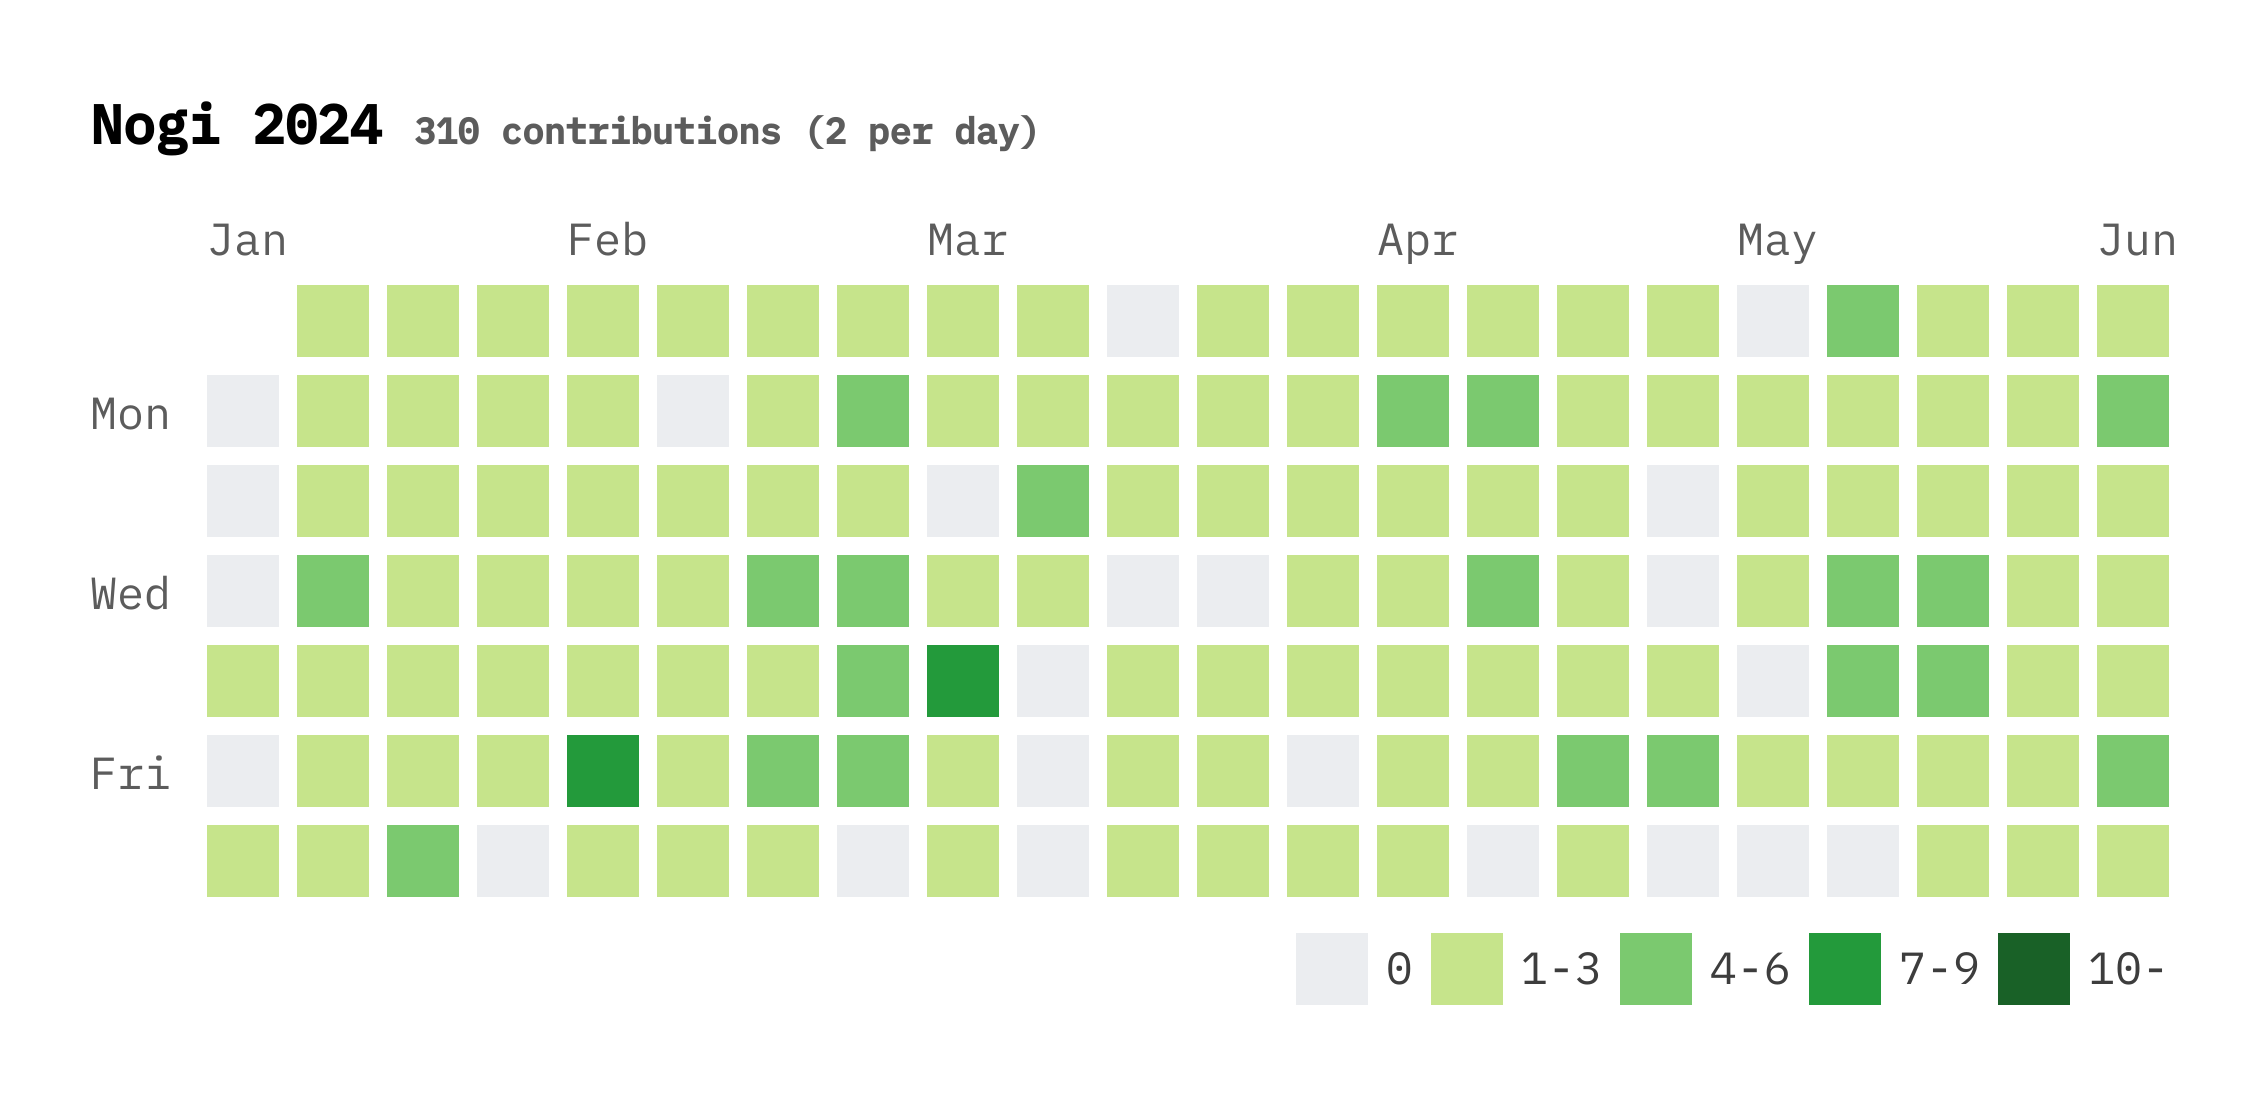 Nogi 2024 310 contributions (2 per day)
Jan Feb Mar Apr May Jun
Mon
Wed
Fri
0 1-3 4-6 7-9 10-